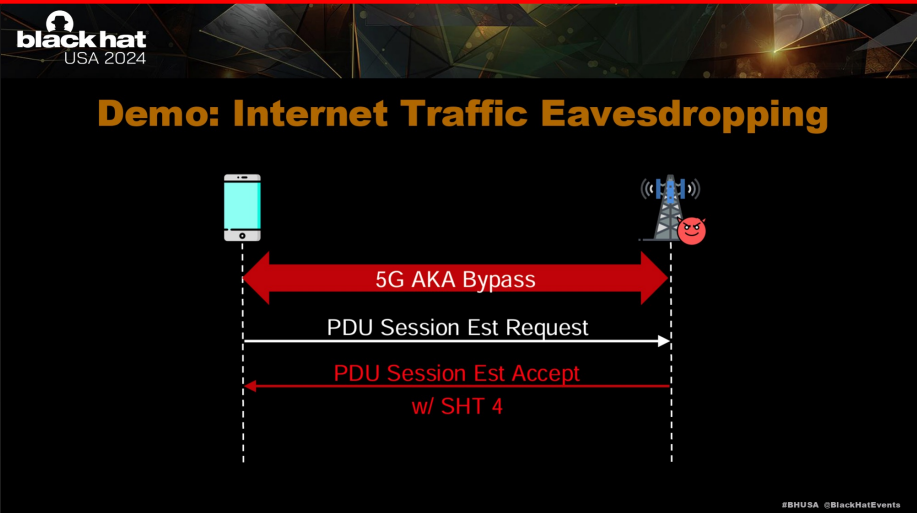 black hat
USA 2024
Demo: Internet Traffic Eavesdropping
5G AKA Bypass
PDU Session Est Request
PDU Session Est Accept
w/ SHT 4
#BHUSA @BlackHatEvents